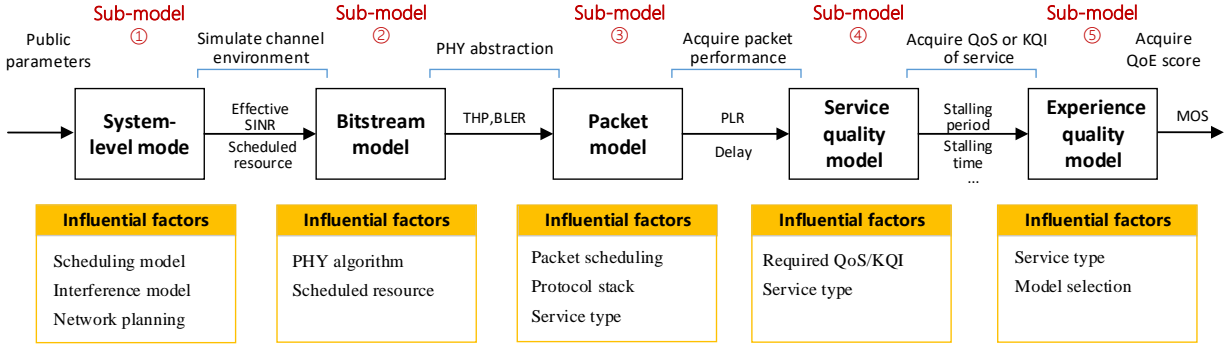 Sub-model
①
Sub-model
②
Sub-model
③
Sub-model
④
Sub-model
⑤
Public
parameters
Simulate channel
environment
PHY abstraction
Acquire packet
performance
Acquire QoS or KQI
of service
Acquire
QoE score
System-
level mode
Effective
SINR
Scheduled
resource
Bitstream
model
THP,BLER
Packet
model
PLR
Delay
Service
quality
model
Stalling
period
Stalling
time
...
Experience
quality
model
MOS
Influential factors
Scheduling model
Interference model
Network planning
Influential factors
PHY algorithm
Scheduled resource
Influential factors
Packet scheduling
Protocol stack
Service type
Influential factors
Required QoS/KQI
Service type
Influential factors
Service type
Model selection